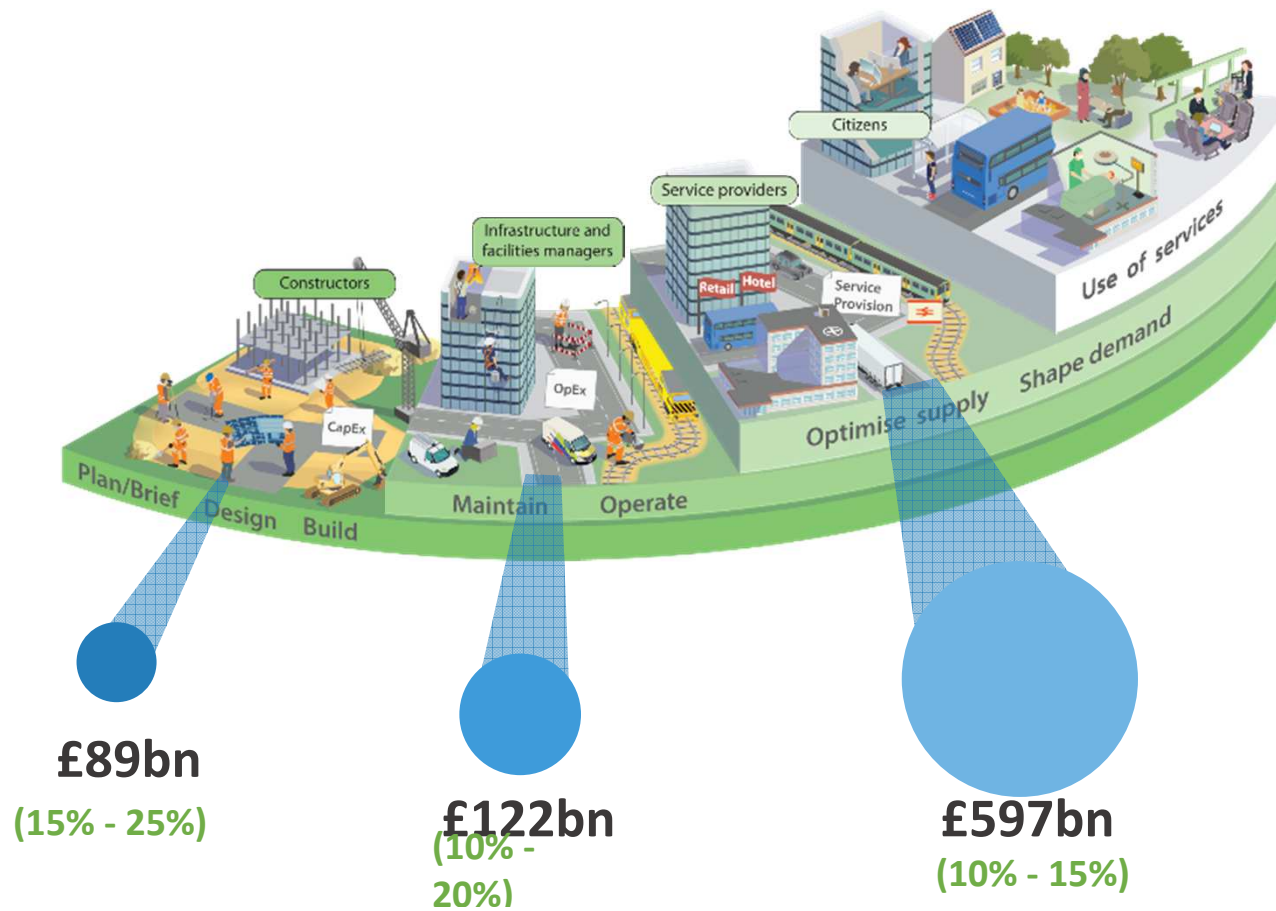 Citizens
Service providers
Infrastructure and
facilities managers
Constructors
Retail
Hotel
Service
Provision
OpEx
CapEx
Use of services
Optimise supply Shape demand
Maintain Operate
Plan/Brief Design Build
£89bn
(15% - 25%)
£122bn
(10% -
20%)
£597bn
(10% - 15%)